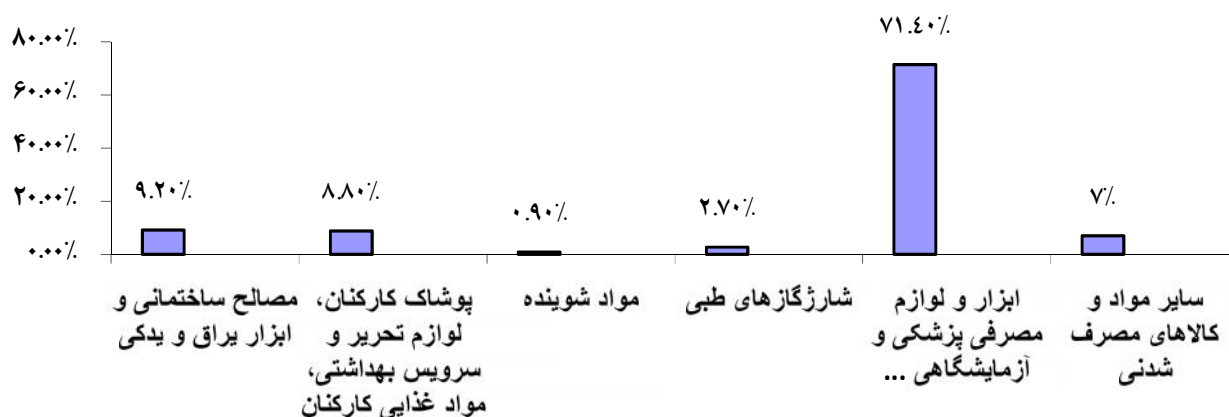 ۸۰.۰۰٪
۶۰.۰۰٪
۴۰.۰۰٪
۲۰.۰۰٪
۰.۰۰٪
۹.۲۰٪
۸.۸۰٪
۰.۹۰٪
۲.۷۰٪
۷۱.٤۰٪
۷٪
مصالح ساختمانی و
ابزار یراق و یدکی
پوشاک کارکنان،
لوازم تحریر و
سرویس بهداشتی،
مواد غذایی کارکنان
مواد شوینده
شارژگازهای طبی
ابزار و لوازم
مصرفی پزشکی و
آزمایشگاهی ...
سایر مواد و
کالاهای مصرف
شدنی